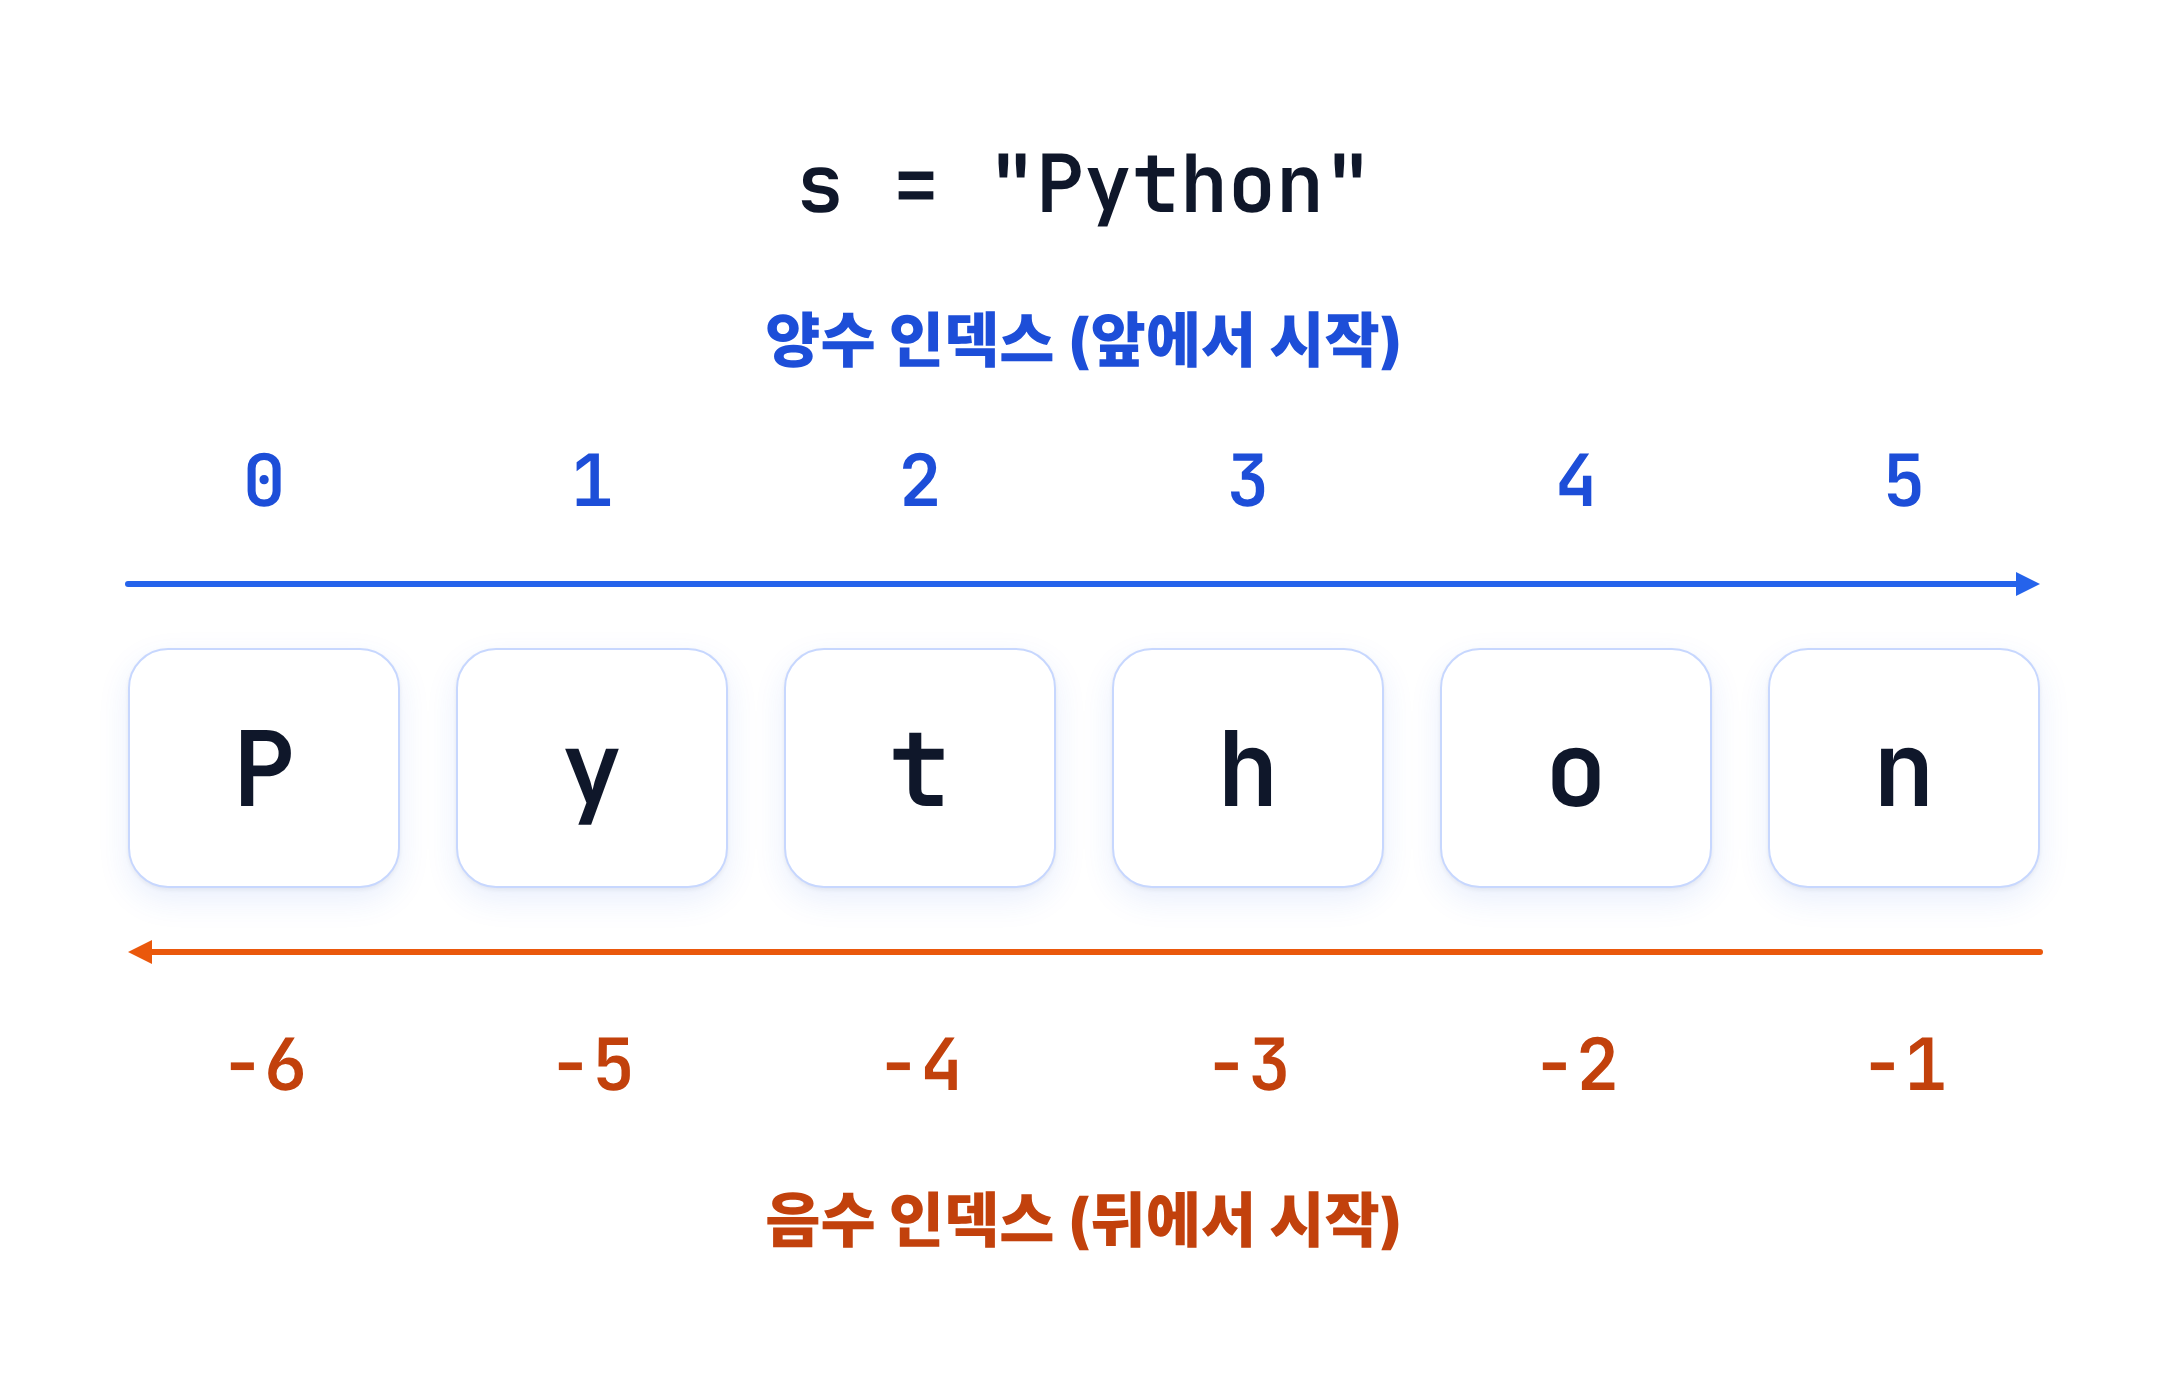 s = "Python"
양수 인덱스 (앞에서 시작)
0 1 2 3 4 5
P y t h o n
-6 -5 -4 -3 -2 -1
음수 인덱스 (뒤에서 시작)